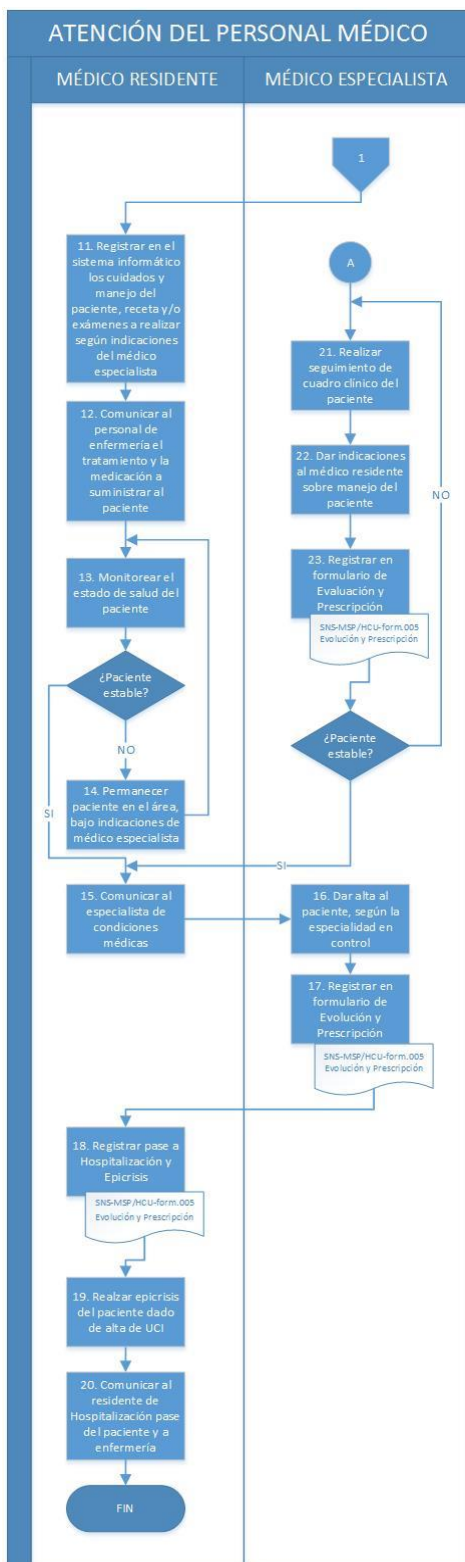 ATENCIÓN DEL PERSONAL MÉDICO
MÉDICO RESIDENTE
MÉDICO ESPECIALISTA
1
11. Registrar en el
sistema informático
los cuidados y
manejo del
paciente, receta y/o
exámenes a realizar
según indicaciones
del médico
especialista
A
12. Comunicar al
personal de
enfermería el
tratamiento y la
medicación a
suministrar al
paciente
21. Realizar
seguimiento de
cuadro clínico del
paciente
22. Dar indicaciones
al médico residente
sobre manejo del
paciente
NO
13. Monitorear el
estado de salud del
paciente
23. Registrar en
formulario de
Evaluación y
Prescripción
SNS-MSP/HCU-form.005
Evolución y Prescripción
¿Paciente
estable?
NO
¿Paciente
estable?
14. Permanecer
paciente en el área,
bajo indicaciones de
médico especialista
SI
SI
15. Comunicar al
especialista de
condiciones
médicas
16. Dar alta al
paciente, según la
especialidad en
control
17. Registrar en
formulario de
Evolución y
Prescripción
SNS-MSP/HCU-form.005
Evolución y Prescripción
18. Registrar pase a
Hospitalización y
Epicrisis
SNS-MSP/HCU-form.005
Evolución y Prescripción
19. Realzar epicrisis
del paciente dado
de alta de UCI
20. Comunicar al
residente de
Hospitalización pase
del paciente y a
enfermería
FIN